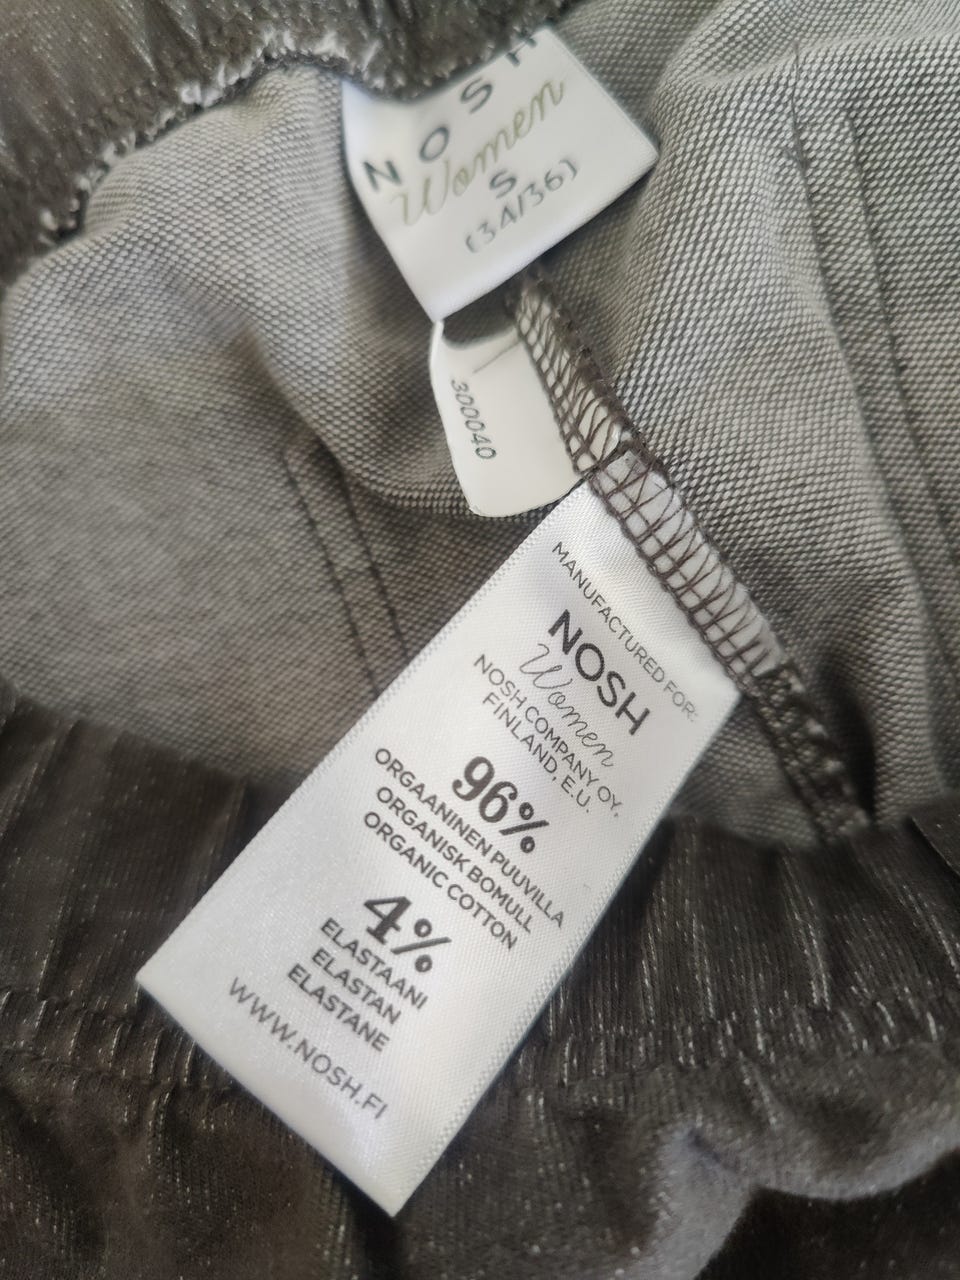 NOSH
Women
S
(34/36)
300040
MANUFACTURED FOR:
NOSH
Women
NOSH COMPANY OY,
FINLAND, E.U.
96%
ORGAANINEN PUUVILLA
ORGANISK BOMULL
ORGANIC COTTON
4%
ELASTAANI
ELASTAN
ELASTANE
WWW.NOSH.FI